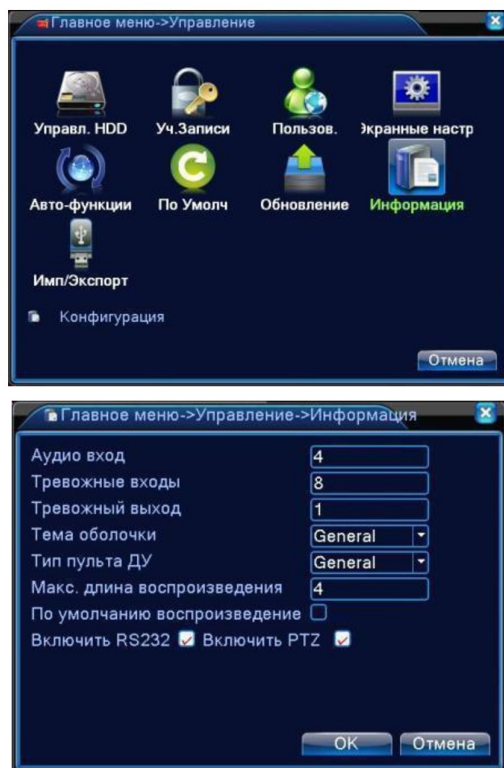 Главное меню->Управление
Управл. HDD Уч.Записи Пользов. Экранные настр
Авто-функции По Умолч Обновление Информация
Имп/Экспорт
Конфигурация
Отмена
Главное меню->Управление->Информация
Аудио вход 4
Тревожные входы 8
Тревожный выход 1
Тема оболочки General
Тип пульта ДУ General
Макс. длина воспроизведения 4
По умолчанию воспроизведение
Включить RS232 Включить PTZ
OK Отмена